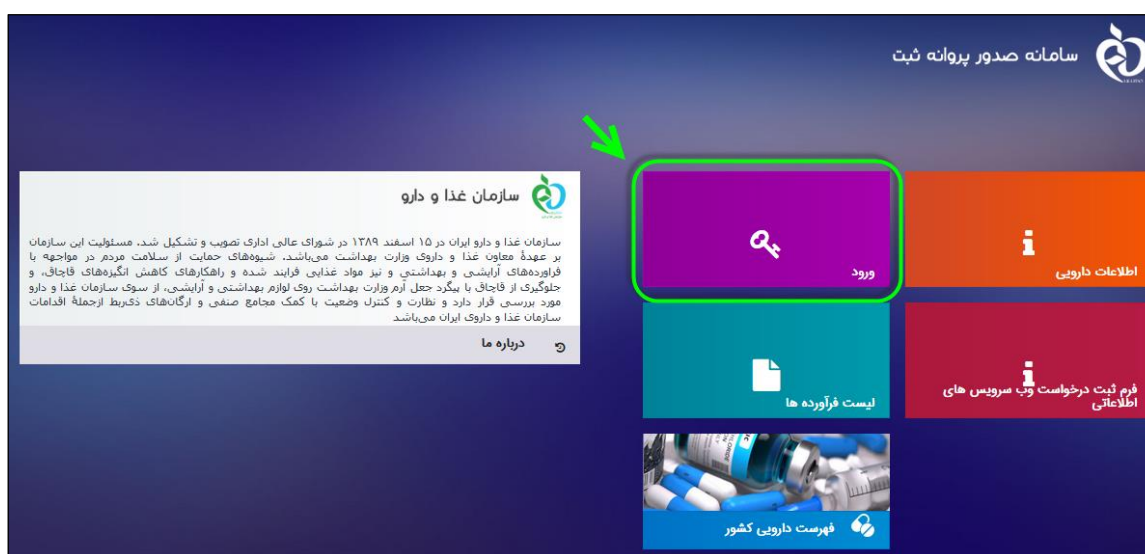 سامانه صدور پروانه ثبت
اطلاعات دارویی
ورود
فرم ثبت درخواست وب سرویس های
اطلاعاتی
لیست فرآورده ها
فهرست دارویی کشور
سازمان غذا و دارو
سازمان غذا و دارو ایران در ۱۵ اسفند ۱۳۸۹ در شورای عالی اداری تصویب و تشکیل شد. مسئولیت این سازمان
بر عهدهٔ معاون غذا و داروی وزارت بهداشت می‌باشد. شیوه‌های حمایت از سلامت مردم در مواجهه با
فراورده‌های آرایشی و بهداشتی و نیز مواد غذایی فرایند شده و راهکارهای کاهش انگیزه‌های قاچاق، و
جلوگیری از قاچاق با پیگرد جعل آرم وزارت بهداشت روی لوازم بهداشتی و آرایشی، از سوی سازمان غذا و دارو
مورد بررسی قرار دارد و نظارت و کنترل وضعیت با کمک مجامع صنفی و ارگان‌های ذی‌ربط ازجملهٔ اقدامات
سازمان غذا و داروی ایران می‌باشد
درباره ما